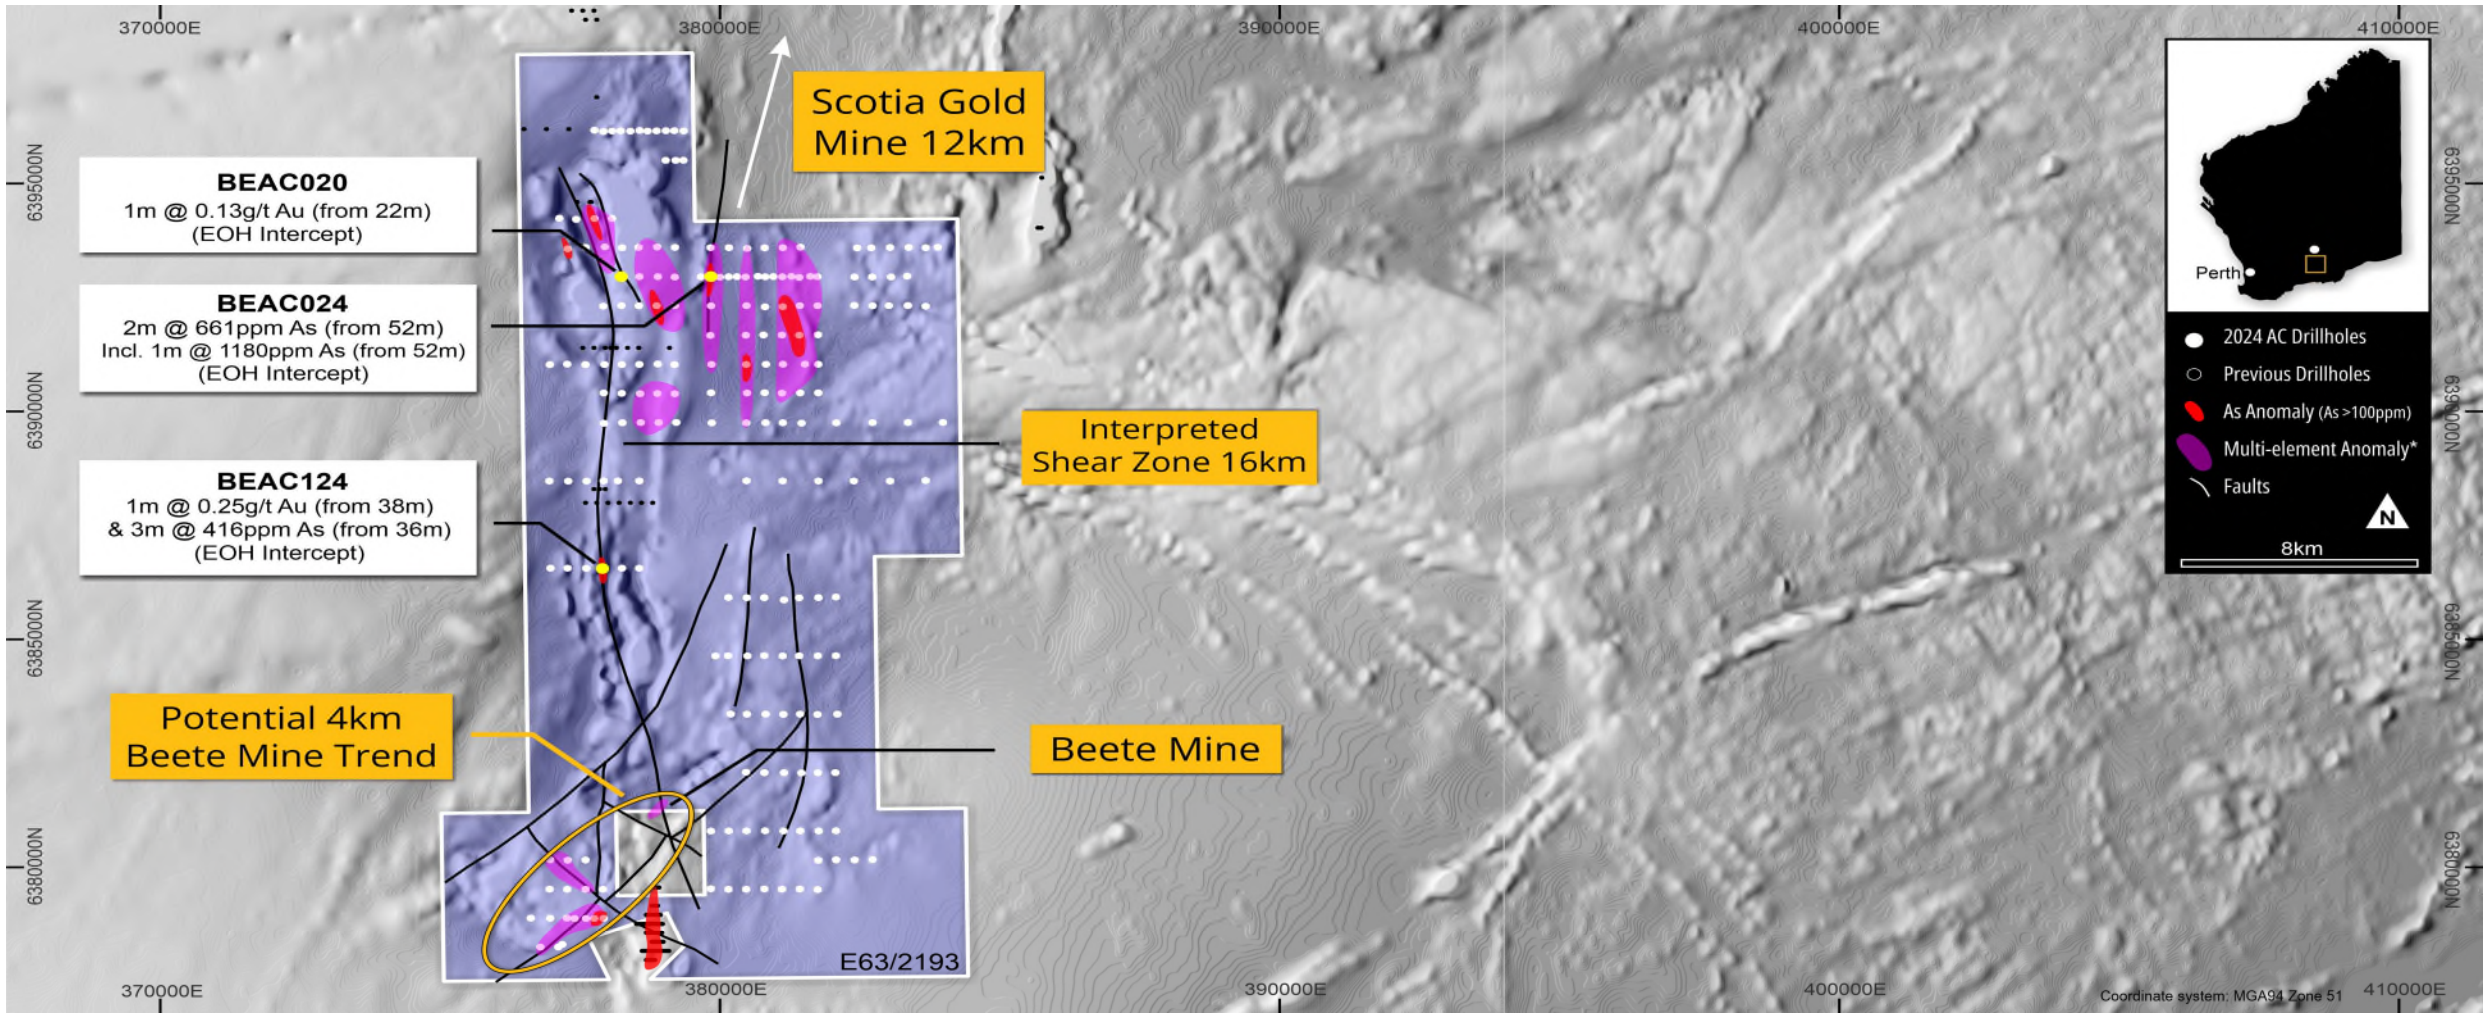 370000E
380000E
390000E
400000E
410000E
6395000N
6390000N
6385000N
6380000N
BEAC020
1m @ 0.13g/t Au (from 22m)
(EOH Intercept)
BEAC024
2m @ 661ppm As (from 52m)
Incl. 1m @ 1180ppm As (from 52m)
(EOH Intercept)
BEAC124
1m @ 0.25g/t Au (from 38m)
& 3m @ 416ppm As (from 36m)
(EOH Intercept)
Potential 4km
Beete Mine Trend
Scotia Gold
Mine 12km
Interpreted
Shear Zone 16km
Beete Mine
E63/2193
Perth
2024 AC Drillholes
Previous Drillholes
As Anomaly (As >100ppm)
Multi-element Anomaly*
Faults
N
8km
6395000N
6390000N
6385000N
6380000N
Coordinate system: MGA94 Zone 51
370000E
380000E
390000E
400000E
410000E